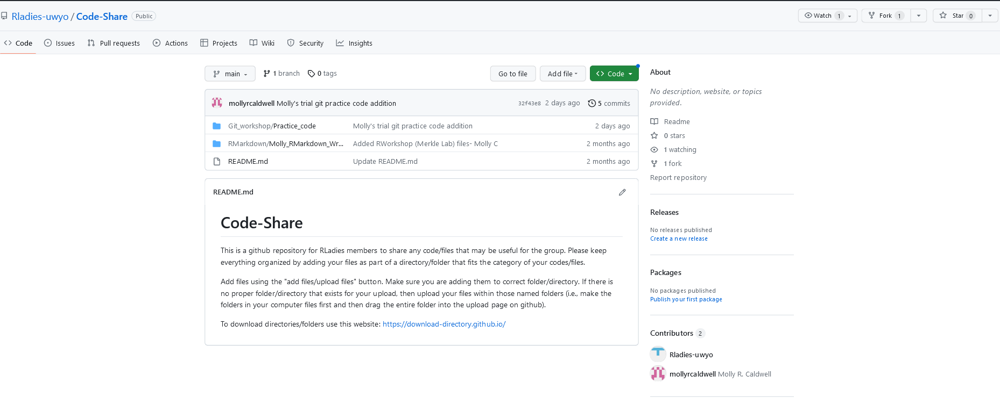 Rladies-uwyo / Code-Share Public
Watch 1 Fork 1 Star 0
Code Issues Pull requests Actions Projects Wiki Security Insights
main 1 branch 0 tags Go to file Add file Code
mollyrcaldwell Molly's trial git practice code addition 32f43e8 2 days ago 5 commits
Git_workshop/Practice_code Molly's trial git practice code addition 2 days ago
RMarkdown/Molly_RMarkdown_Wr... Added RWorkshop (Merkle Lab) files- Molly C 2 months ago
README.md Update README.md 2 months ago
README.md
Code-Share
This is a github repository for RLadies members to share any code/files that may be useful for the group. Please keep
everything organized by adding your files as part of a directory/folder that fits the category of your codes/files.
Add files using the "add files/upload files" button. Make sure you are adding them to correct folder/directory. If there is
no proper folder/directory that exists for your upload, then upload your files within those named folders (i.e., make the
folders in your computer files first and then drag the entire folder into the upload page on github).
To download directories/folders use this website: https://download-directory.github.io/
About
No description, website, or topics
provided.
Readme
0 stars
1 watching
1 fork
Report repository
Releases
No releases published
Create a new release
Packages
No packages published
Publish your first package
Contributors 2
Rladies-uwyo
mollyrcaldwell Molly R. Caldwell